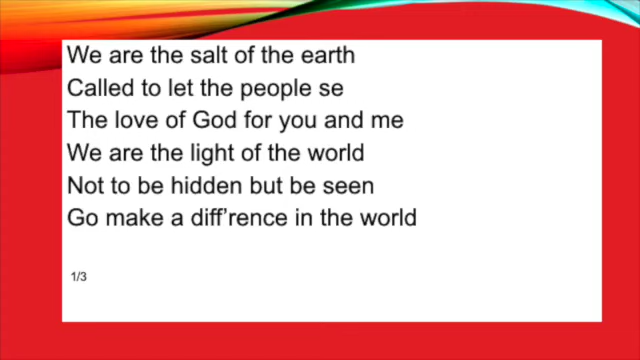 We are the salt of the earth
Called to let the people se
The love of God for you and me
We are the light of the world
Not to be hidden but be seen
Go make a diff’rence in the world
1/3